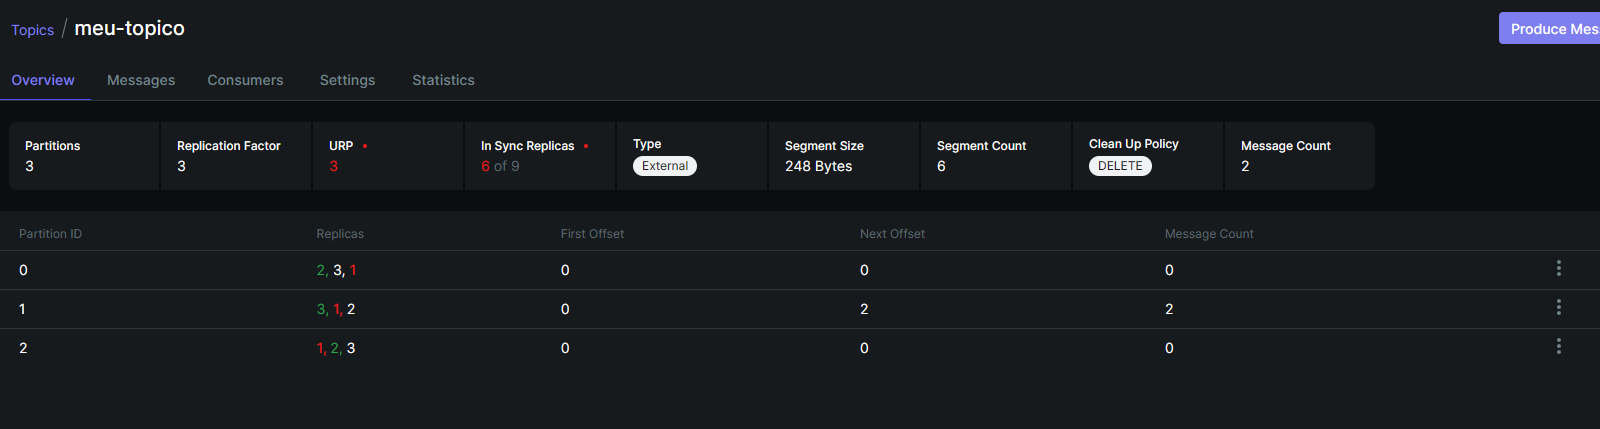 Topics / meu-topico
Produce Mes
Overview Messages Consumers Settings Statistics
Partitions Replication Factor URP In Sync Replicas Type Segment Size Segment Count Clean Up Policy Message Count
3 3 3 6 of 9 External 248 Bytes 6 DELETE 2
Partition ID Replicas First Offset Next Offset Message Count
0 2, 3, 1 0 0 0
1 3, 1, 2 0 2 2
2 1, 2, 3 0 0 0